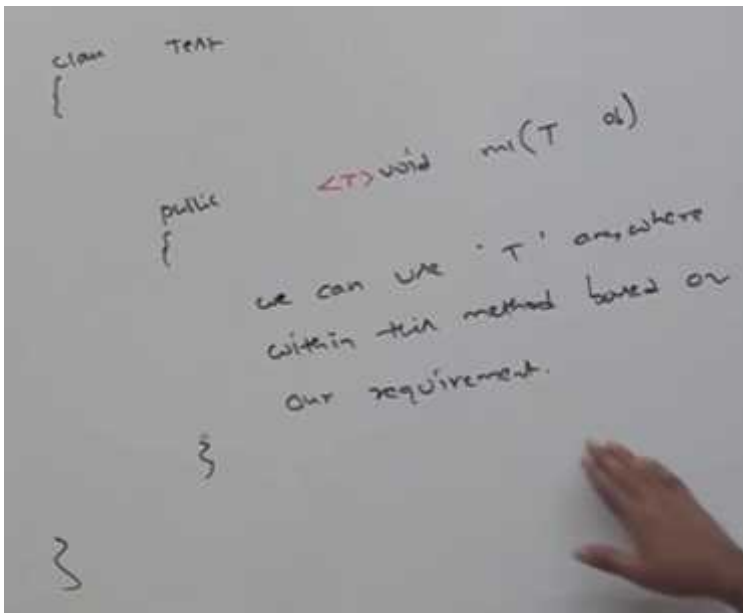 class Test
{
public <T> void m1(T ob)
{
we can use 'T' anywhere
within this method based on
our requirement.
}
}